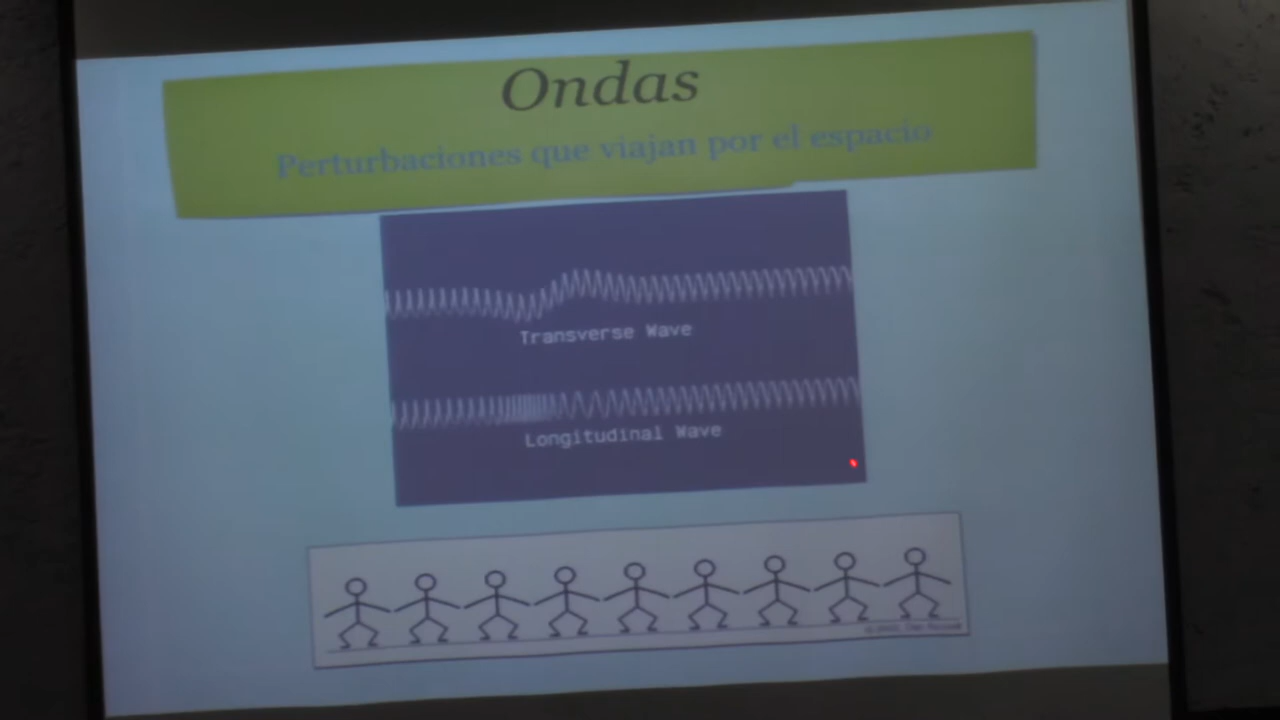 Ondas
Perturbaciones que viajan por el espacio
Transverse Wave
Longitudinal Wave